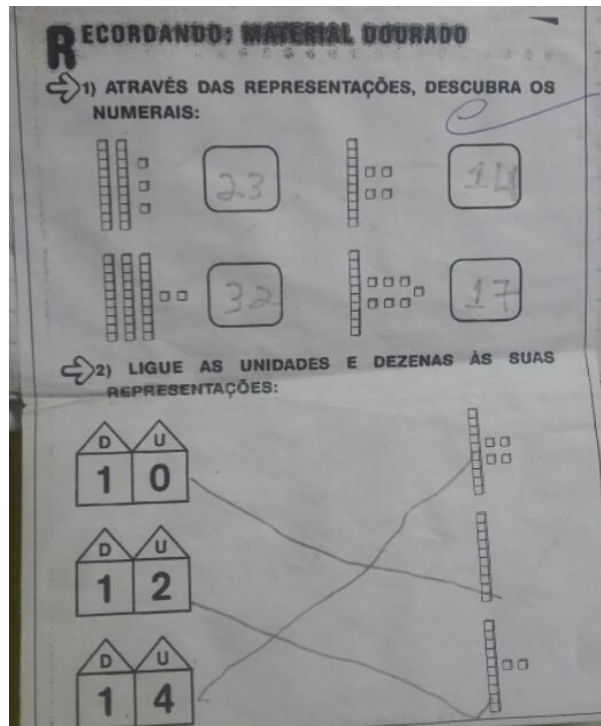 RECORDANDO: MATERIAL DOURADO
1) ATRAVÉS DAS REPRESENTAÇÕES, DESCUBRA OS
NUMERAIS:
23 14
32 17
2) LIGUE AS UNIDADES E DEZENAS ÀS SUAS
REPRESENTAÇÕES:
D U
1 0
D U
1 2
D U
1 4